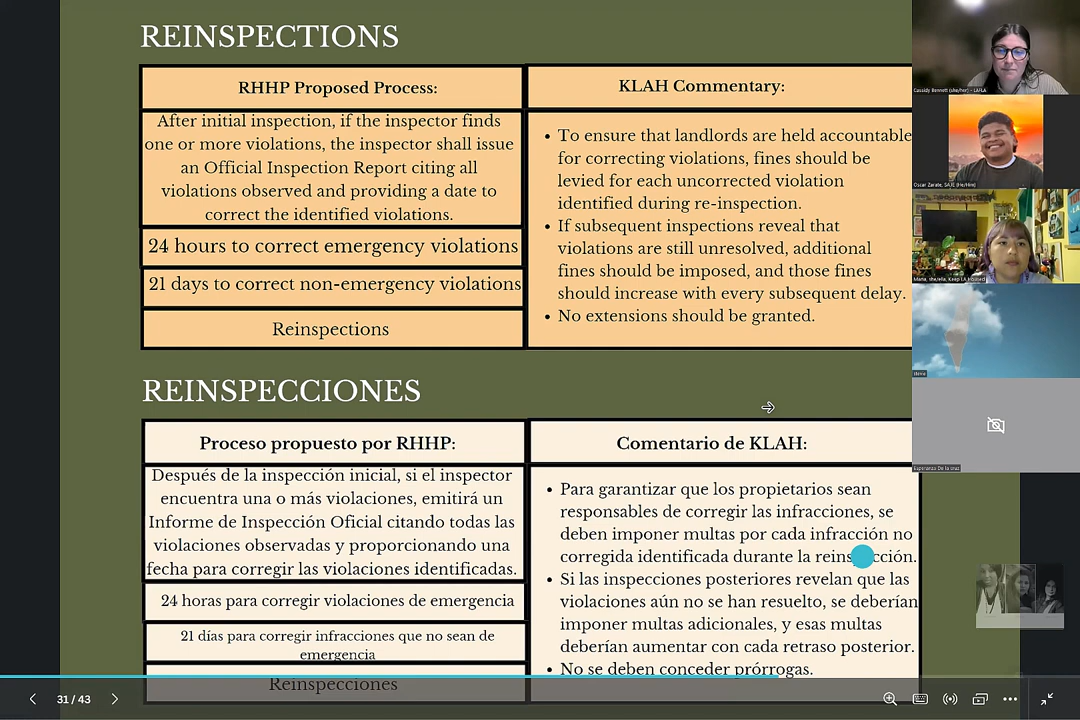 REINSPECTIONS
RHHP Proposed Process:
After initial inspection, if the inspector finds
one or more violations, the inspector shall issue
an Official Inspection Report citing all
violations observed and providing a date to
correct the identified violations.
24 hours to correct emergency violations
21 days to correct non-emergency violations
Reinspections
KLAH Commentary:
• To ensure that landlords are held accountable
for correcting violations, fines should be
levied for each uncorrected violation
identified during re-inspection.
• If subsequent inspections reveal that
violations are still unresolved, additional
fines should be imposed, and those fines
should increase with every subsequent delay.
• No extensions should be granted.
REINSPECCIONES
Proceso propuesto por RHHP:
Después de la inspección inicial, si el inspector
encuentra una o más violaciones, emitirá un
Informe de Inspección Oficial citando todas las
violaciones observadas y proporcionando una
fecha para corregir las violaciones identificadas.
24 horas para corregir violaciones de emergencia
21 días para corregir infracciones que no sean de
emergencia
Reinspecciones
Comentario de KLAH:
• Para garantizar que los propietarios sean
responsables de corregir las infracciones, se
deben imponer multas por cada infracción no
corregida identificada durante la reinspección.
• Si las inspecciones posteriores revelan que las
violaciones aún no se han resuelto, se deberían
imponer multas adicionales, y esas multas
deberían aumentar con cada retraso posterior.
• No se deben conceder prórrogas.
Cassidy Bennett (she/her) - LAFLA
Oscar Zarate, SAJE (He/Him)
Esperanza De la cruz
31 / 43